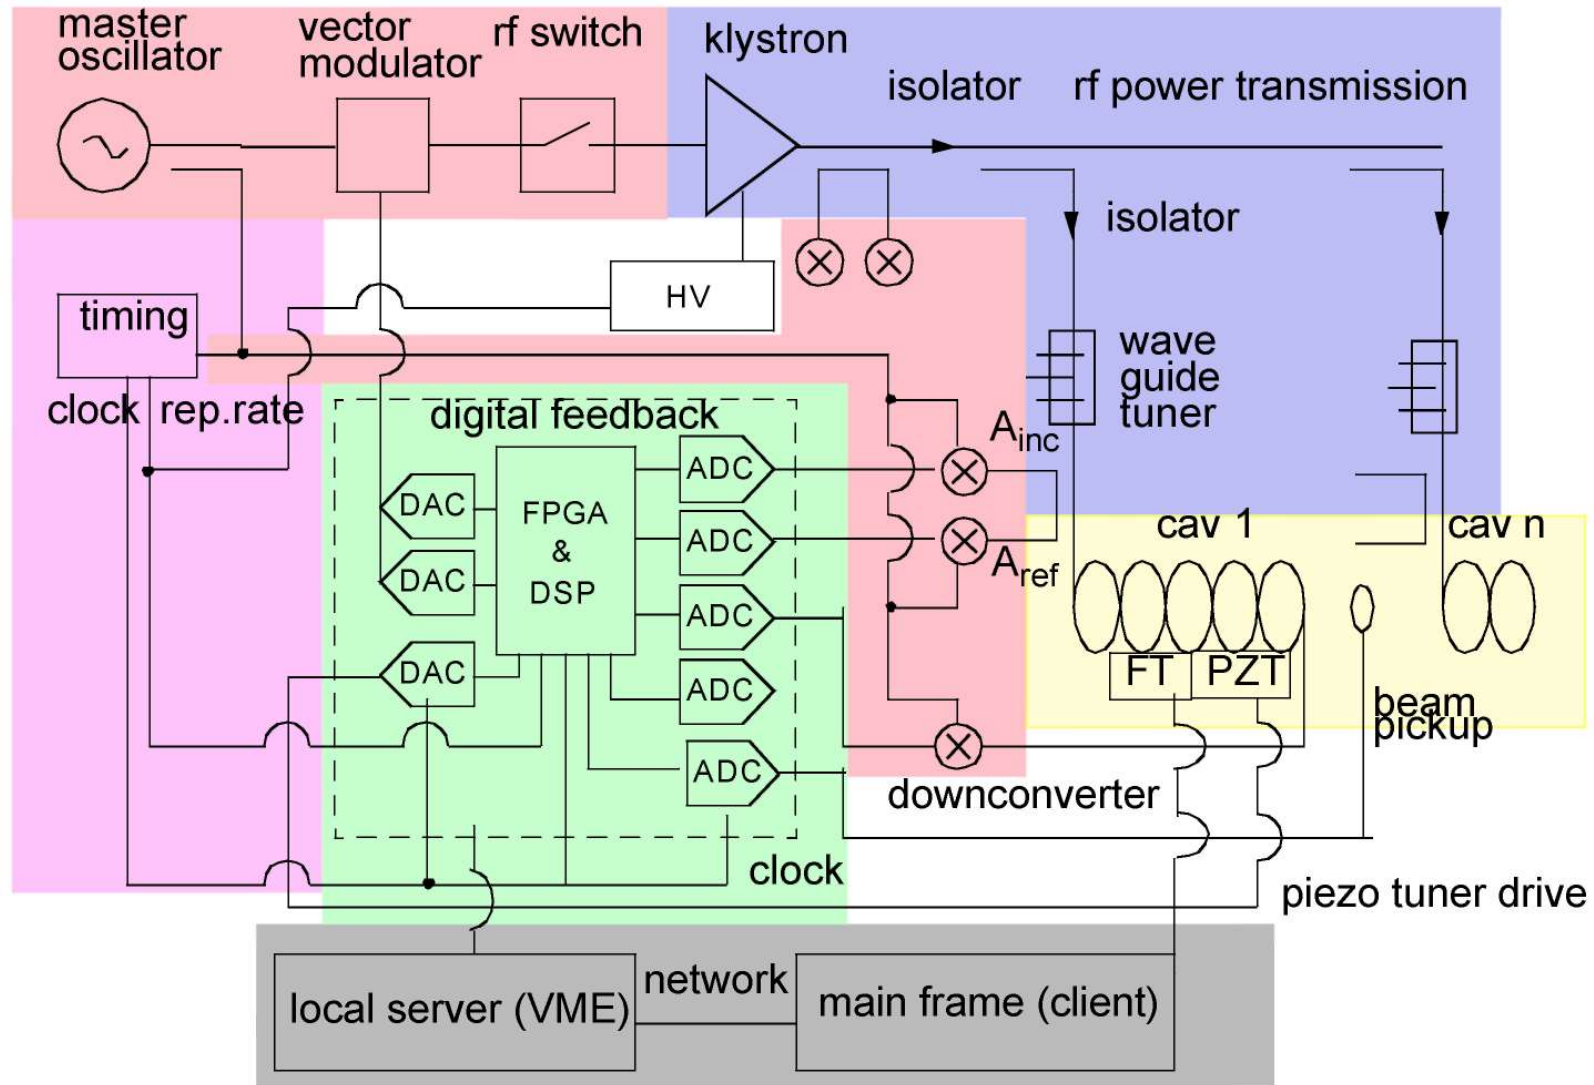 master
oscillator
vector
modulator
rf switch
klystron
isolator
rf power transmission
isolator
HV
timing
clock
rep.rate
wave
guide
tuner
digital feedback
A inc
ADC
DAC
FPGA
&
DSP
ADC
A ref
cav 1
cav n
DAC
ADC
DAC
ADC
FT
PZT
beam
pickup
ADC
downconverter
clock
piezo tuner drive
local server (VME)
network
main frame (client)